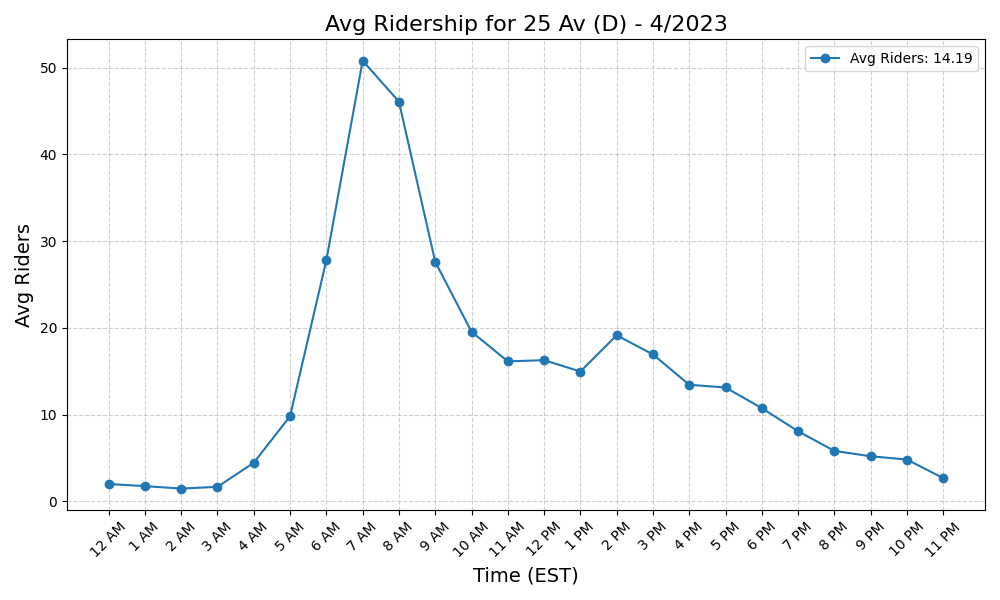 Avg Ridership for 25 Av (D) - 4/2023
Avg Riders: 14.19
50
40
30
20
10
0
Avg Riders
12 AM
1 AM
2 AM
3 AM
4 AM
5 AM
6 AM
7 AM
8 AM
9 AM
10 AM
11 AM
12 PM
1 PM
2 PM
3 PM
4 PM
5 PM
6 PM
7 PM
8 PM
9 PM
10 PM
11 PM
Time (EST)